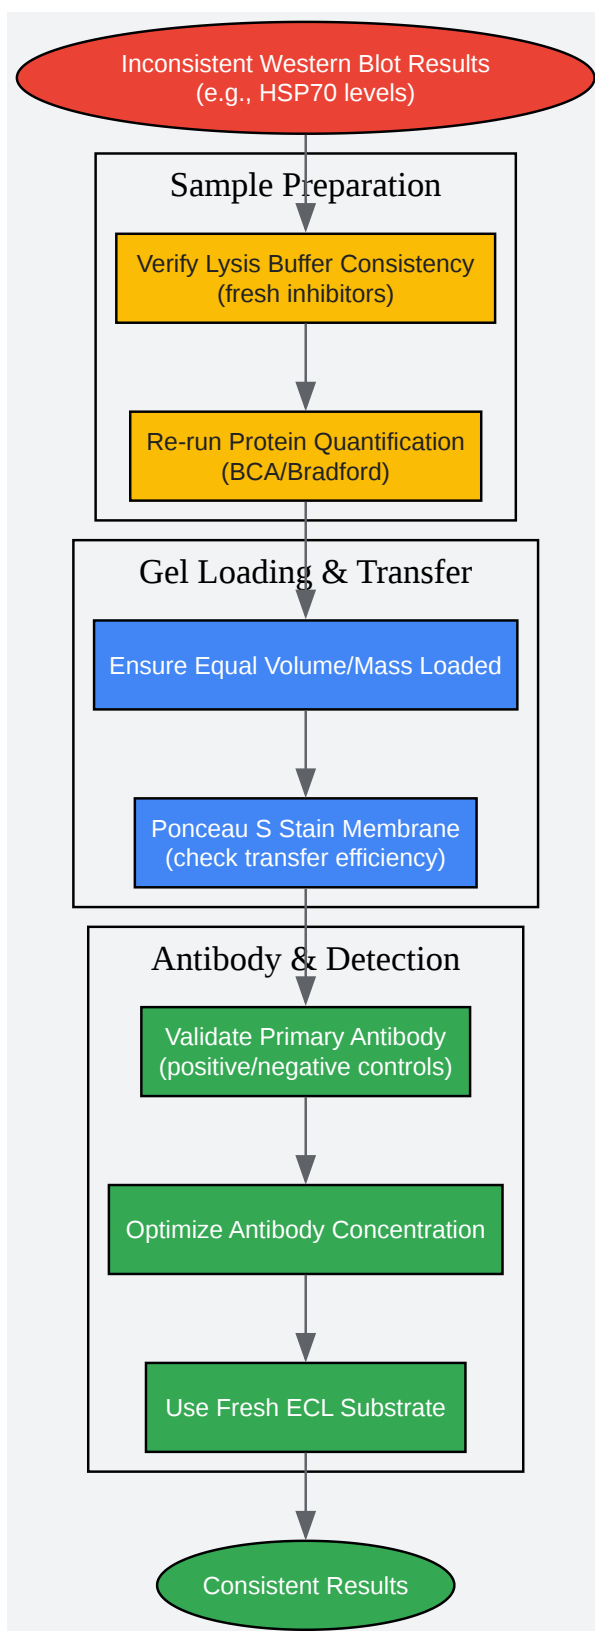 Inconsistent Western Blot Results
(e.g., HSP70 levels)
Sample Preparation
Verify Lysis Buffer Consistency
(fresh inhibitors)
Re-run Protein Quantification
(BCA/Bradford)
Gel Loading & Transfer
Ensure Equal Volume/Mass Loaded
Ponceau S Stain Membrane
(check transfer efficiency)
Antibody & Detection
Validate Primary Antibody
(positive/negative controls)
Optimize Antibody Concentration
Use Fresh ECL Substrate
Consistent Results